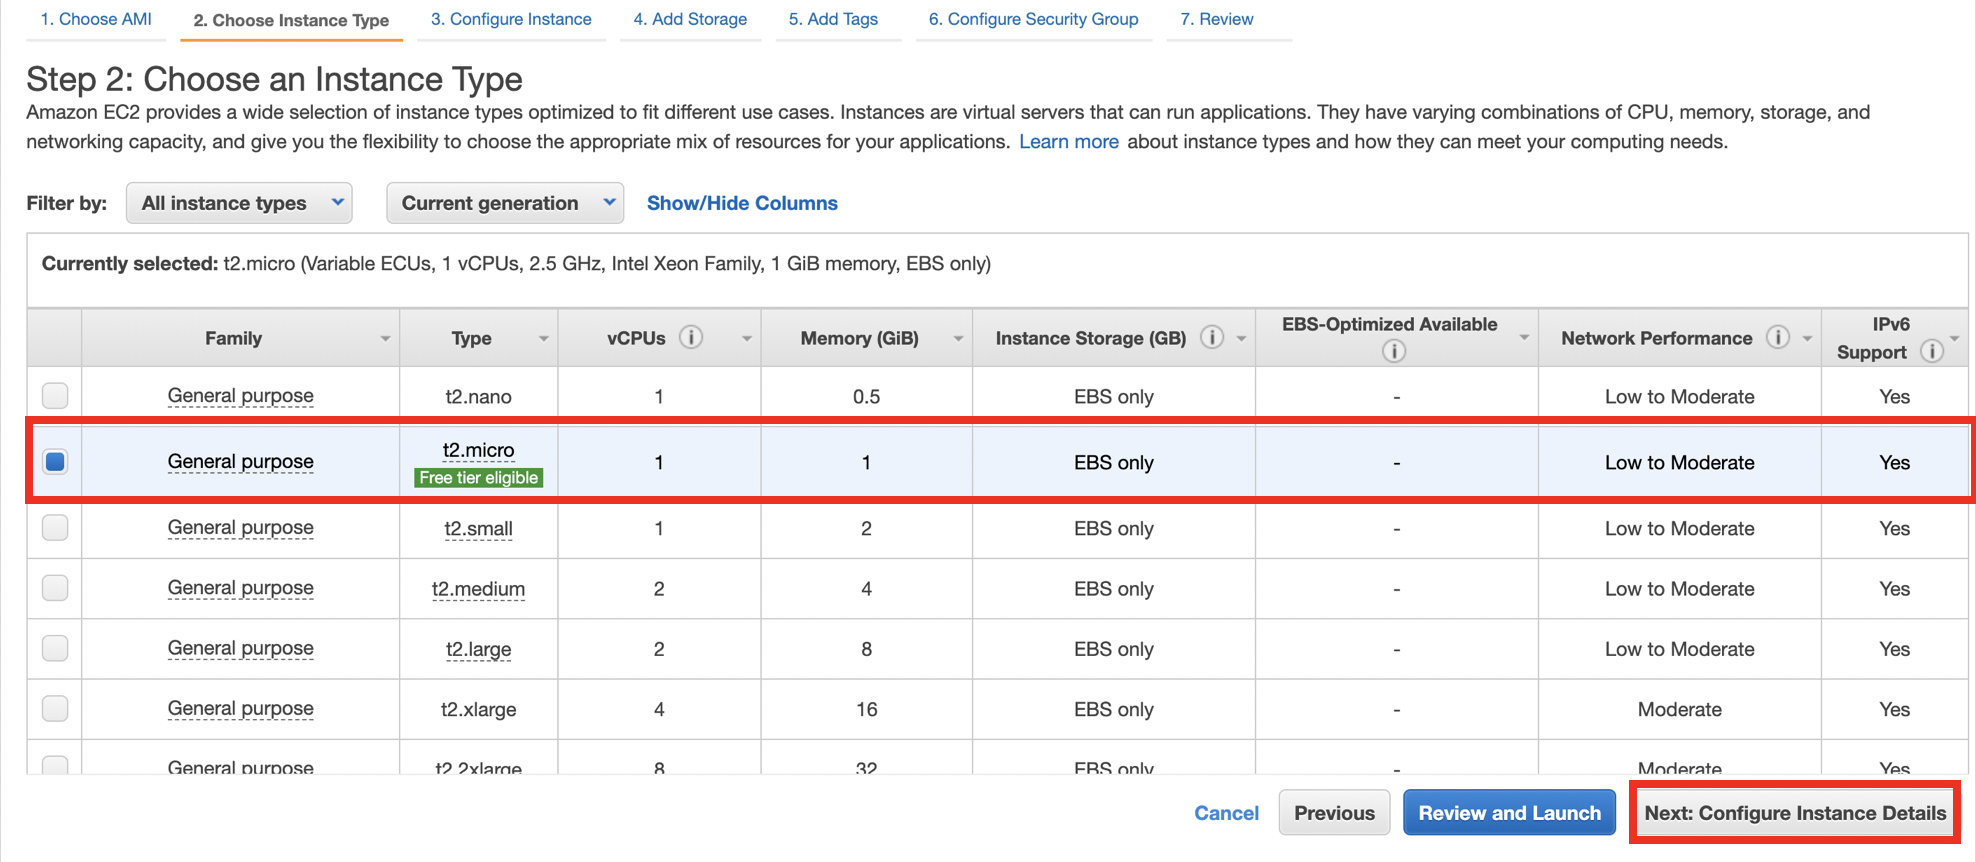 1. Choose AMI 2. Choose Instance Type 3. Configure Instance 4. Add Storage 5. Add Tags 6. Configure Security Group 7. Review
Step 2: Choose an Instance Type
Amazon EC2 provides a wide selection of instance types optimized to fit different use cases. Instances are virtual servers that can run applications. They have varying combinations of CPU, memory, storage, and
networking capacity, and give you the flexibility to choose the appropriate mix of resources for your applications. Learn more about instance types and how they can meet your computing needs.
Filter by: All instance types Current generation Show/Hide Columns
Currently selected: t2.micro (Variable ECUs, 1 vCPUs, 2.5 GHz, Intel Xeon Family, 1 GiB memory, EBS only)
Family Type vCPUs i Memory (GiB) Instance Storage (GB) i EBS-Optimized Available i Network Performance i IPv6 Support i
General purpose t2.nano 1 0.5 EBS only - Low to Moderate Yes
General purpose t2.micro Free tier eligible 1 1 EBS only - Low to Moderate Yes
General purpose t2.small 1 2 EBS only - Low to Moderate Yes
General purpose t2.medium 2 4 EBS only - Low to Moderate Yes
General purpose t2.large 2 8 EBS only - Low to Moderate Yes
General purpose t2.xlarge 4 16 EBS only - Moderate Yes
General purpose t2.2xlarge 8 32 EBS only - Moderate Yes
Cancel Previous Review and Launch Next: Configure Instance Details